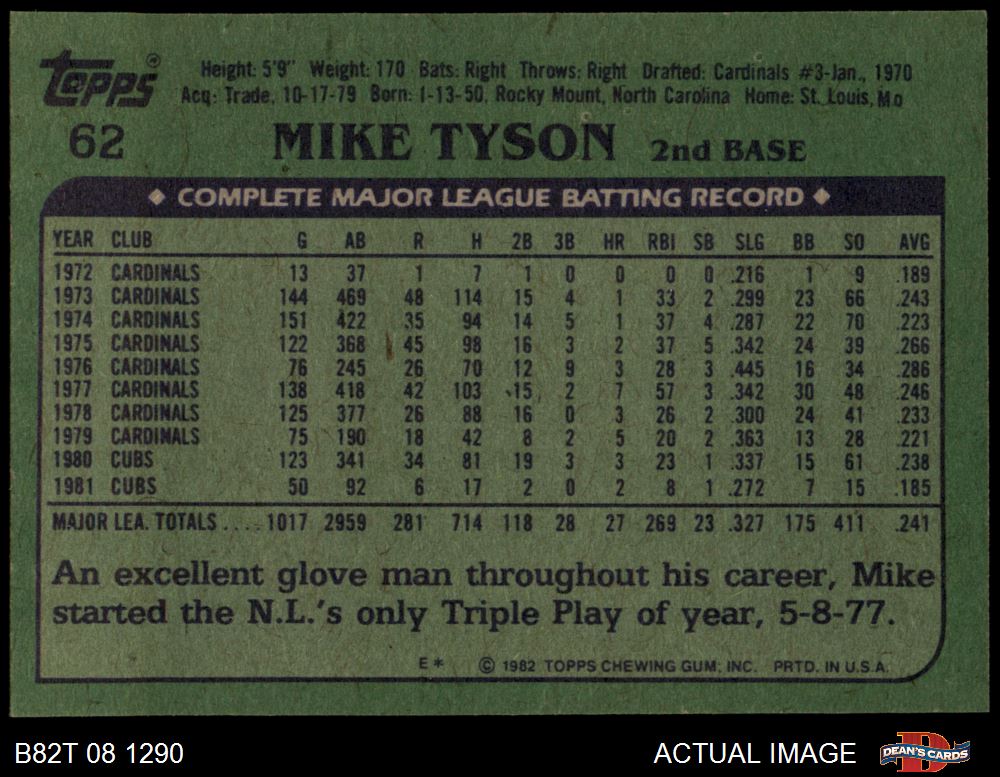 Topps®
Height: 5'9" Weight: 170 Bats: Right Throws: Right Drafted: Cardinals #3-Jan., 1970
Acq: Trade, 10-17-79 Born: 1-13-50, Rocky Mount, North Carolina Home: St. Louis, Mo
62 MIKE TYSON 2nd BASE
◆ COMPLETE MAJOR LEAGUE BATTING RECORD ◆
YEAR CLUB G AB R H 2B 3B HR RBI SB SLG BB SO AVG
1972 CARDINALS 13 37 1 7 1 0 0 0 0 .216 1 9 .189
1973 CARDINALS 144 469 48 114 15 4 1 33 2 .299 23 66 .243
1974 CARDINALS 151 422 35 94 14 5 1 37 4 .287 22 70 .223
1975 CARDINALS 122 368 45 98 16 3 2 37 5 .342 24 39 .266
1976 CARDINALS 76 245 26 70 12 9 3 28 3 .445 16 34 .286
1977 CARDINALS 138 418 42 103 15 2 7 57 3 .342 30 48 .246
1978 CARDINALS 125 377 26 88 16 0 3 26 2 .300 24 41 .233
1979 CARDINALS 75 190 18 42 8 2 5 20 2 .363 13 28 .221
1980 CUBS 123 341 34 81 19 3 3 23 1 .337 15 61 .238
1981 CUBS 50 92 6 17 2 0 2 8 1 .272 7 15 .185
MAJOR LEA. TOTALS .... 1017 2959 281 714 118 28 27 269 23 .327 175 411 .241
An excellent glove man throughout his career, Mike
started the N.L.'s only Triple Play of year, 5-8-77.
E* © 1982 TOPPS CHEWING GUM, INC. PRTD. IN U.S.A.
B82T 08 1290 ACTUAL IMAGE D DEAN'S CARDS